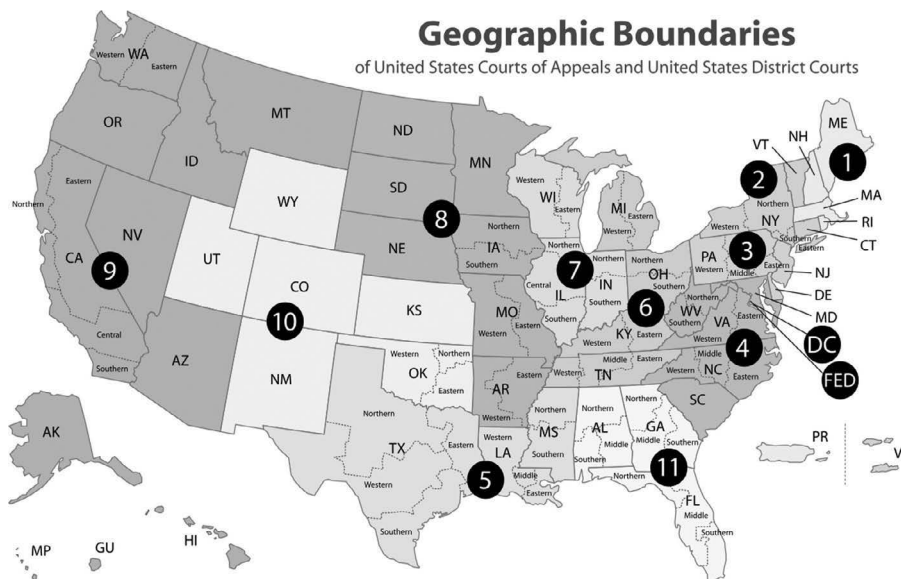 Geographic Boundaries
of United States Courts of Appeals and United States District Courts
WA
Western
Eastern
OR
ID
MT
ND
MN
SD
8
NE
WY
Northern
Eastern
CA
NV
9
Central
Southern
UT
CO
10
KS
AZ
NM
Western
Northern
OK
Eastern
Northern
TX
Eastern
Western
Southern
Northern
IA
Southern
MO
Western
Eastern
AR
Eastern
Western
Western
LA
Middle
Eastern
5
Western
WI
Eastern
Northern
7
Central
IL
Southern
Northern
IN
Southern
Western
MI
Eastern
Northern
OH
Southern
6
KY
Western
Eastern
Western
Middle
TN
Eastern
Northern
MS
Southern
Northern
AL
Middle
Southern
Northern
GA
Middle
Southern
11
Northern
FL
Middle
Southern
Northern
WV
Southern
VA
Eastern
Western
4
Western
Middle
NC
Eastern
SC
PA
Western
Middle
Eastern
3
2
Northern
NY
Western
Southern
Eastern
VT
NH
ME
1
MA
RI
CT
NJ
DE
MD
DC
FED
PR
V
AK
HI
MP
GU